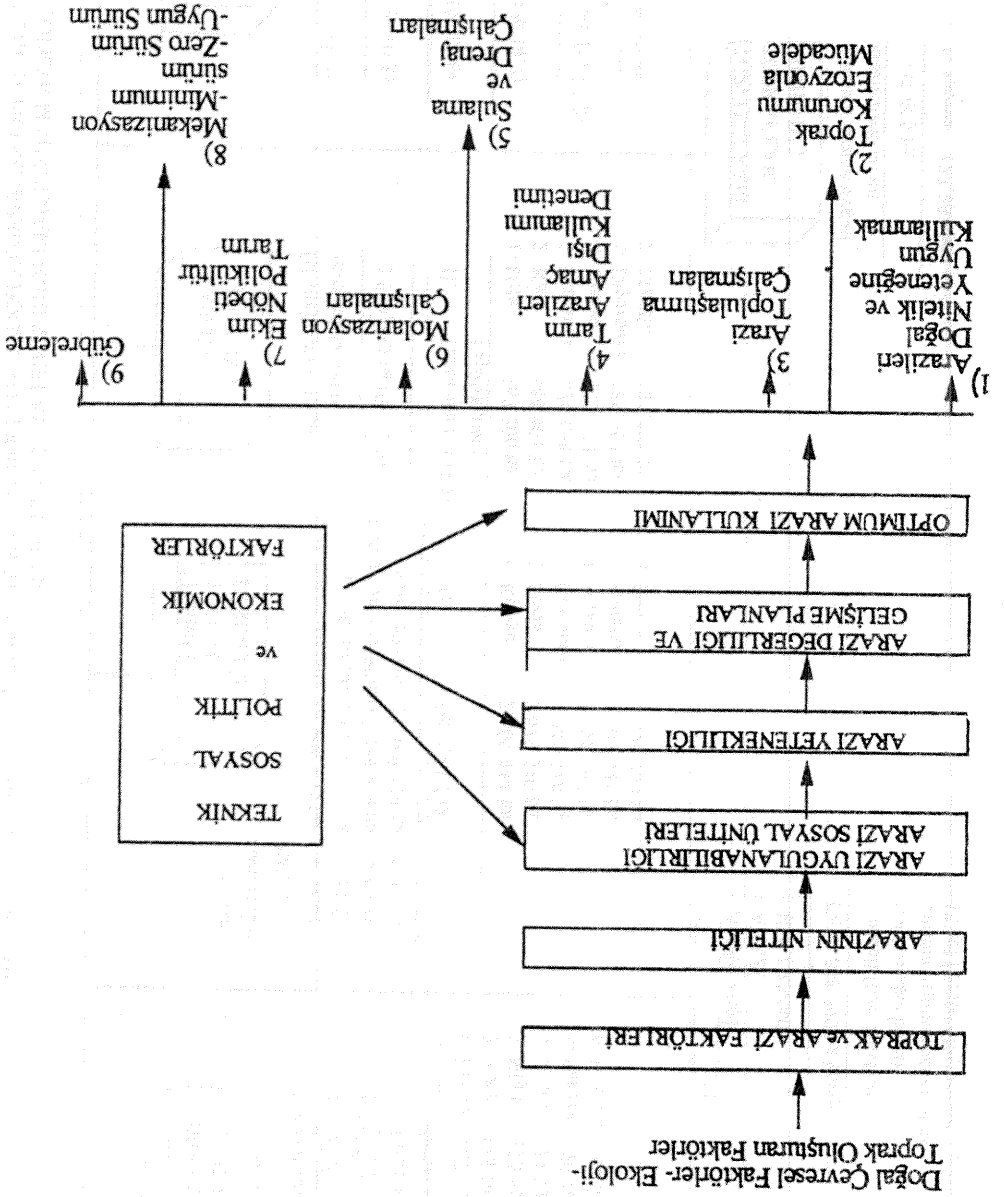 Doğal Çevresel Faktörler- Ekoloji-
Toprak Oluşturan Faktörler
TOPRAK ve ARAZİ FAKTÖRLERİ
ARAZİNİN NİTELİĞİ
ARAZİ UYGULANABİLİRLİĞİ
ARAZİ SOSYAL ÜNİTELERİ
ARAZİ YETENEKLİLİĞİ
ARAZİ DEĞERLİLİĞİ VE
GELİŞME PLANLARI
OPTİMUM ARAZİ KULLANIMI
TEKNİK
SOSYAL
POLİTİK
ve
EKONOMİK
FAKTÖRLER
1)
Arazileri
Doğal
Nitelik ve
Yeteneğine
Uygun
Kullanmak
2)
Toprak
Korunumu
Erozyonla
Mücadele
3)
Arazi
Toplulaştırma
Çalışmaları
4)
Tarım
Arazileri
Amaç
Dışı
Kullanımı
Denetimi
5)
Sulama
ve
Drenaj
Çalışmaları
6)
Molarizasyon
Çalışmaları
7)
Ekim
Nöbeti
Polikültür
Tarım
8)
Mekanizasyon
-Minimum
sürüm
-Zero Sürüm
-Uygun Sürüm
9)
Gübreleme